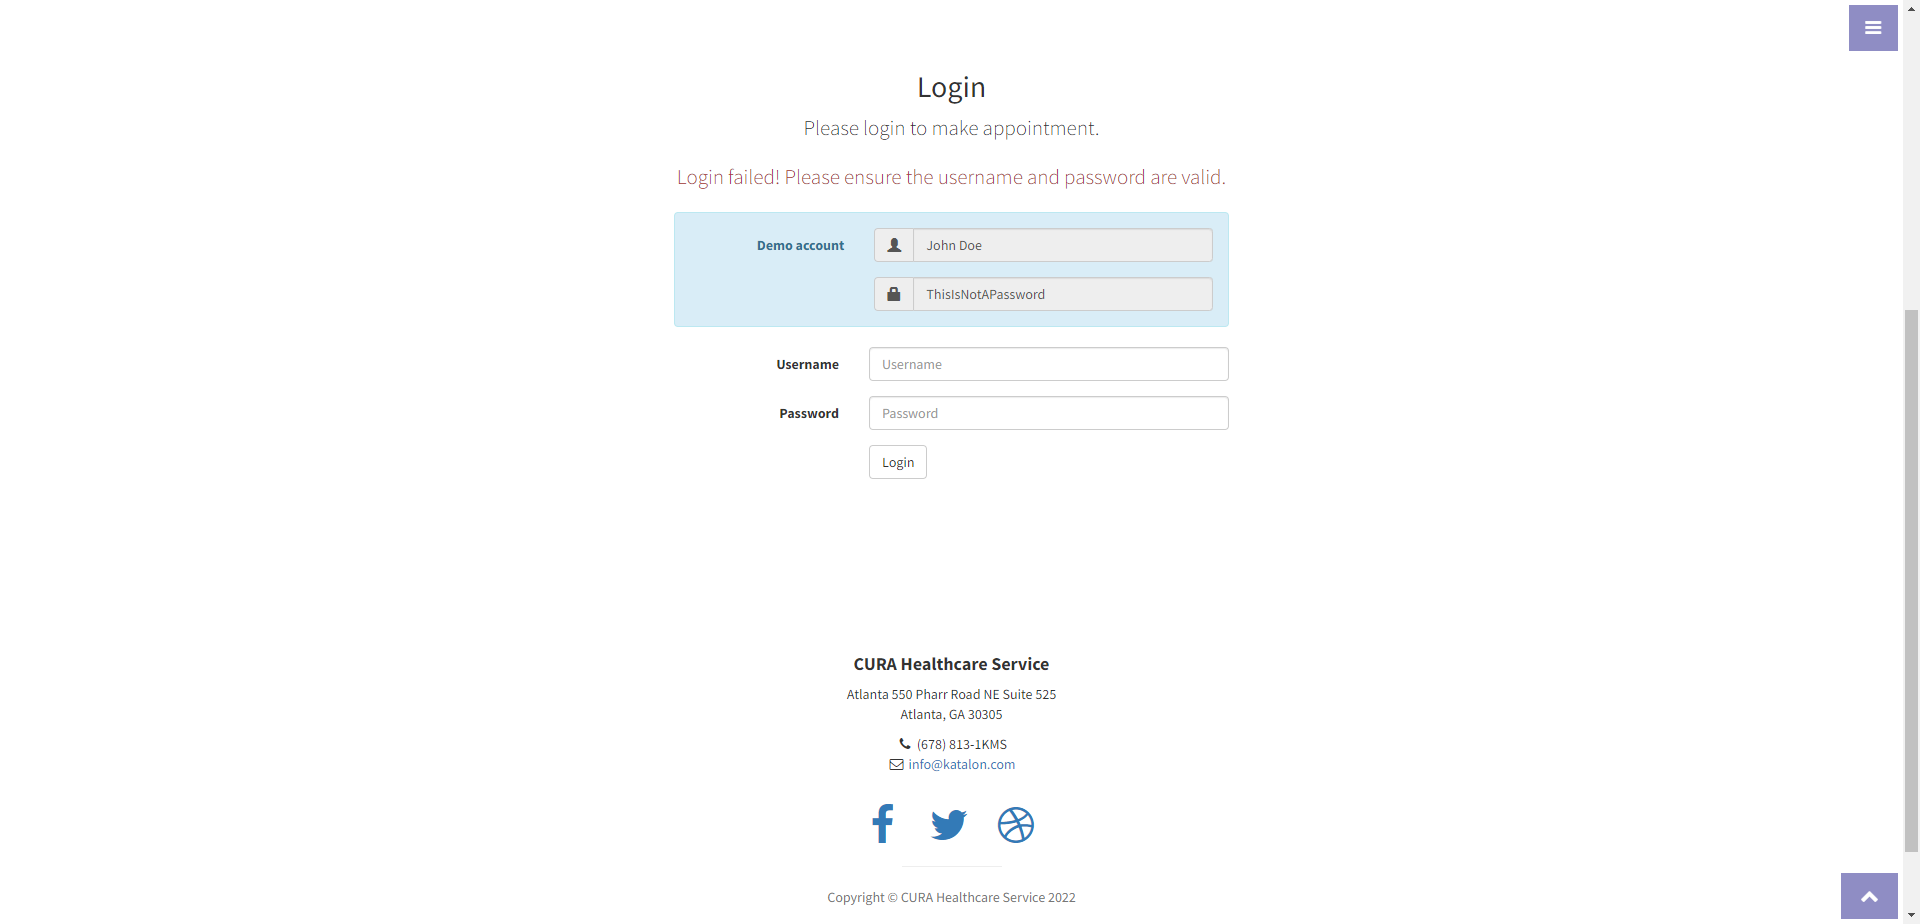 Login
Please login to make appointment.
Login failed! Please ensure the username and password are valid.
Demo account
John Doe
ThisIsNotAPassword
Username
Username
Password
Password
Login
CURA Healthcare Service
Atlanta 550 Pharr Road NE Suite 525
Atlanta, GA 30305
(678) 813-1KMS
info@katalon.com
Copyright © CURA Healthcare Service 2022